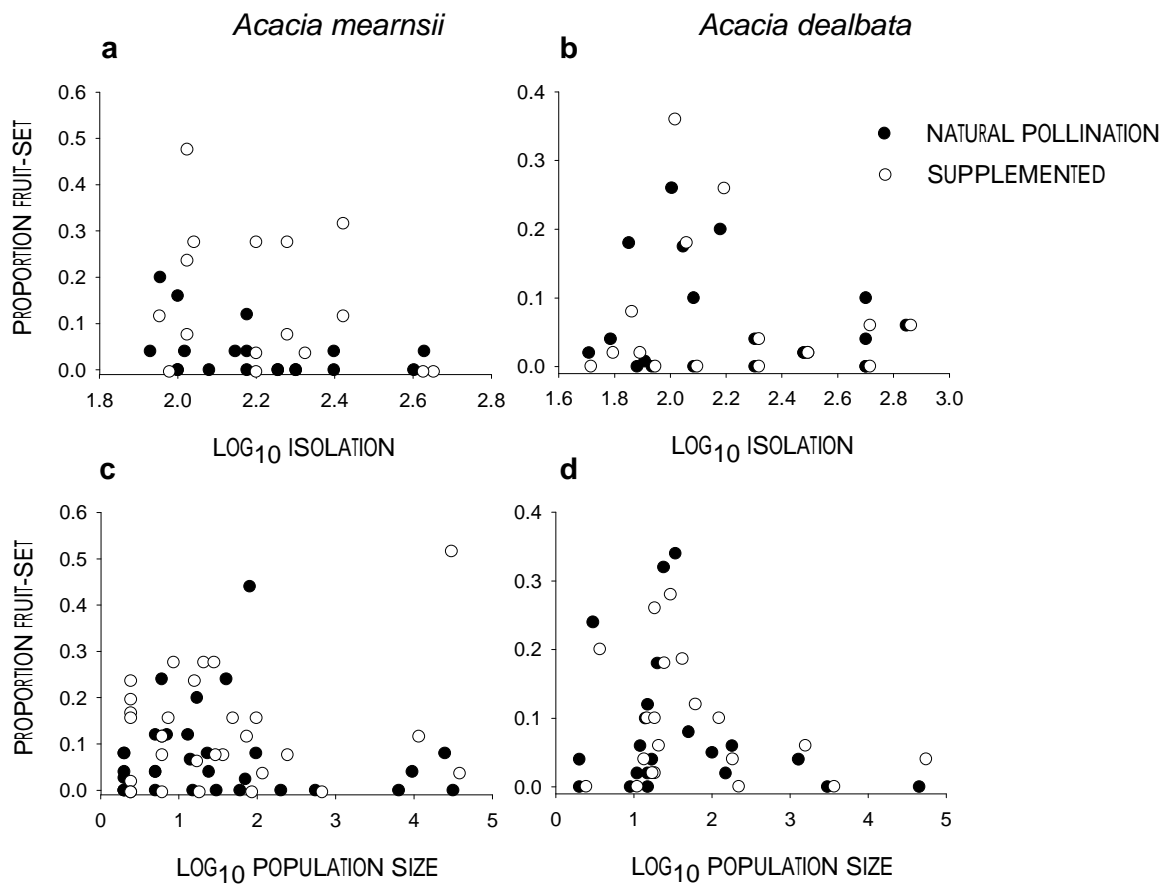 Acacia mearnsii
Acacia dealbata
a
b
PROPORTION FRUIT-SET
0.6
0.5
0.4
0.3
0.2
0.1
0.0
1.8 2.0 2.2 2.4 2.6 2.8
LOG10 ISOLATION
0.4
0.3
0.2
0.1
0.0
1.6 1.8 2.0 2.2 2.4 2.6 2.8 3.0
LOG10 ISOLATION
NATURAL POLLINATION
SUPPLEMENTED
c
d
PROPORTION FRUIT-SET
0.6
0.5
0.4
0.3
0.2
0.1
0.0
0 1 2 3 4 5
LOG10 POPULATION SIZE
0.4
0.3
0.2
0.1
0.0
0 1 2 3 4 5
LOG10 POPULATION SIZE